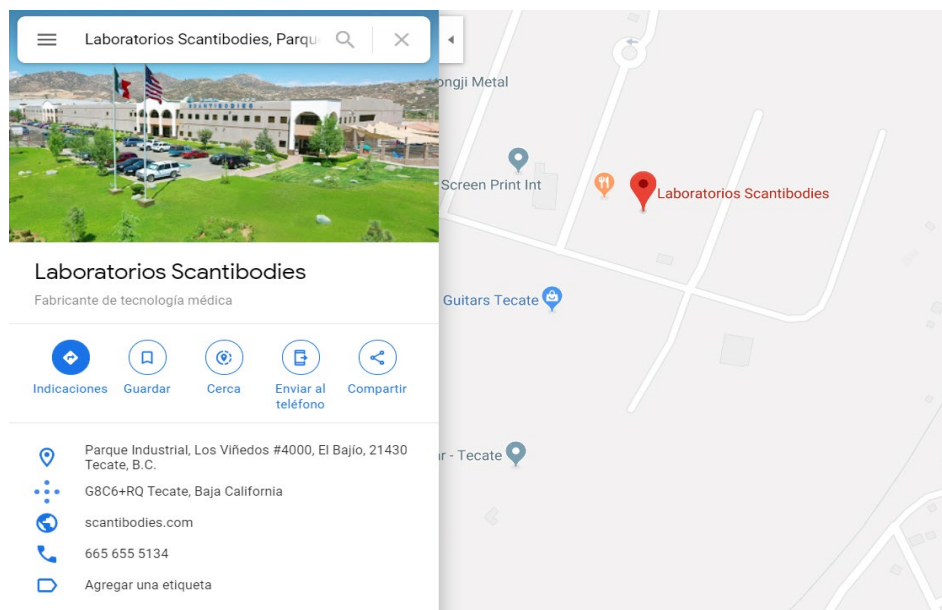 Laboratorios Scantibodies, Parqu
SCANTIBODIES
Laboratorios Scantibodies
Fabricante de tecnología médica
Indicaciones
Guardar
Cerca
Enviar al
teléfono
Compartir
Parque Industrial, Los Viñedos #4000, El Bajío, 21430
Tecate, B.C.
G8C6+RQ Tecate, Baja California
scantibodies.com
665 655 5134
Agregar una etiqueta
ongji Metal
Screen Print Int
Laboratorios Scantibodies
Guitars Tecate
r - Tecate